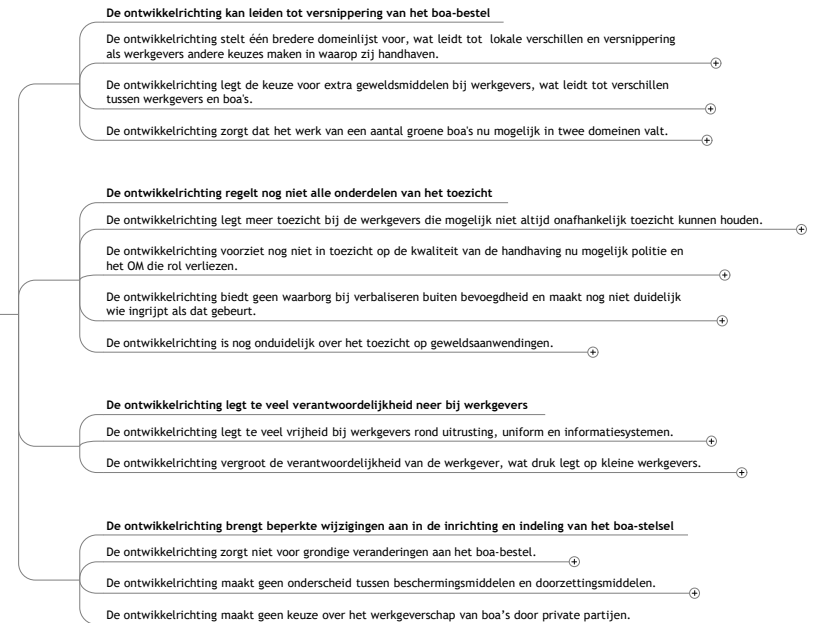 De ontwikkelrichting kan leiden tot versnippering van het boa-bestel
De ontwikkelrichting stelt één bredere domeinlijst voor, wat leidt tot lokale verschillen en versnippering
als werkgevers andere keuzes maken in waarop zij handhaven.
De ontwikkelrichting legt de keuze voor extra geweldsmiddelen bij werkgevers, wat leidt tot verschillen
tussen werkgevers en boa's.
De ontwikkelrichting zorgt dat het werk van een aantal groene boa's nu mogelijk in twee domeinen valt.
De ontwikkelrichting regelt nog niet alle onderdelen van het toezicht
De ontwikkelrichting legt meer toezicht bij de werkgevers die mogelijk niet altijd onafhankelijk toezicht kunnen houden.
De ontwikkelrichting voorziet nog niet in toezicht op de kwaliteit van de handhaving nu mogelijk politie en
het OM die rol verliezen.
De ontwikkelrichting biedt geen waarborg bij verbaliseren buiten bevoegdheid en maakt nog niet duidelijk
wie ingrijpt als dat gebeurt.
De ontwikkelrichting is nog onduidelijk over het toezicht op geweldsaanwendingen.
De ontwikkelrichting legt te veel verantwoordelijkheid neer bij werkgevers
De ontwikkelrichting legt te veel vrijheid bij werkgevers rond uitrusting, uniform en informatiesystemen.
De ontwikkelrichting vergroot de verantwoordelijkheid van de werkgever, wat druk legt op kleine werkgevers.
De ontwikkelrichting brengt beperkte wijzigingen aan in de inrichting en indeling van het boa-stelsel
De ontwikkelrichting zorgt niet voor grondige veranderingen aan het boa-bestel.
De ontwikkelrichting maakt geen onderscheid tussen beschermingsmiddelen en doorzettingsmiddelen.
De ontwikkelrichting maakt geen keuze over het werkgeverschap van boa’s door private partijen.